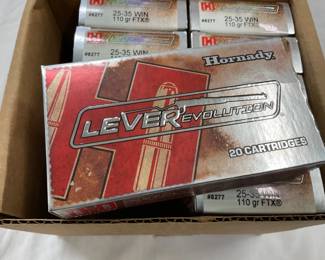 #8277
25-35 WIN
110 gr FTX®
#8277
25-35 WIN
110 gr FTX®
Hornady
LEVERevolution®
20 CARTRIDGES
#8277
25-35 WIN
110 gr FTX®